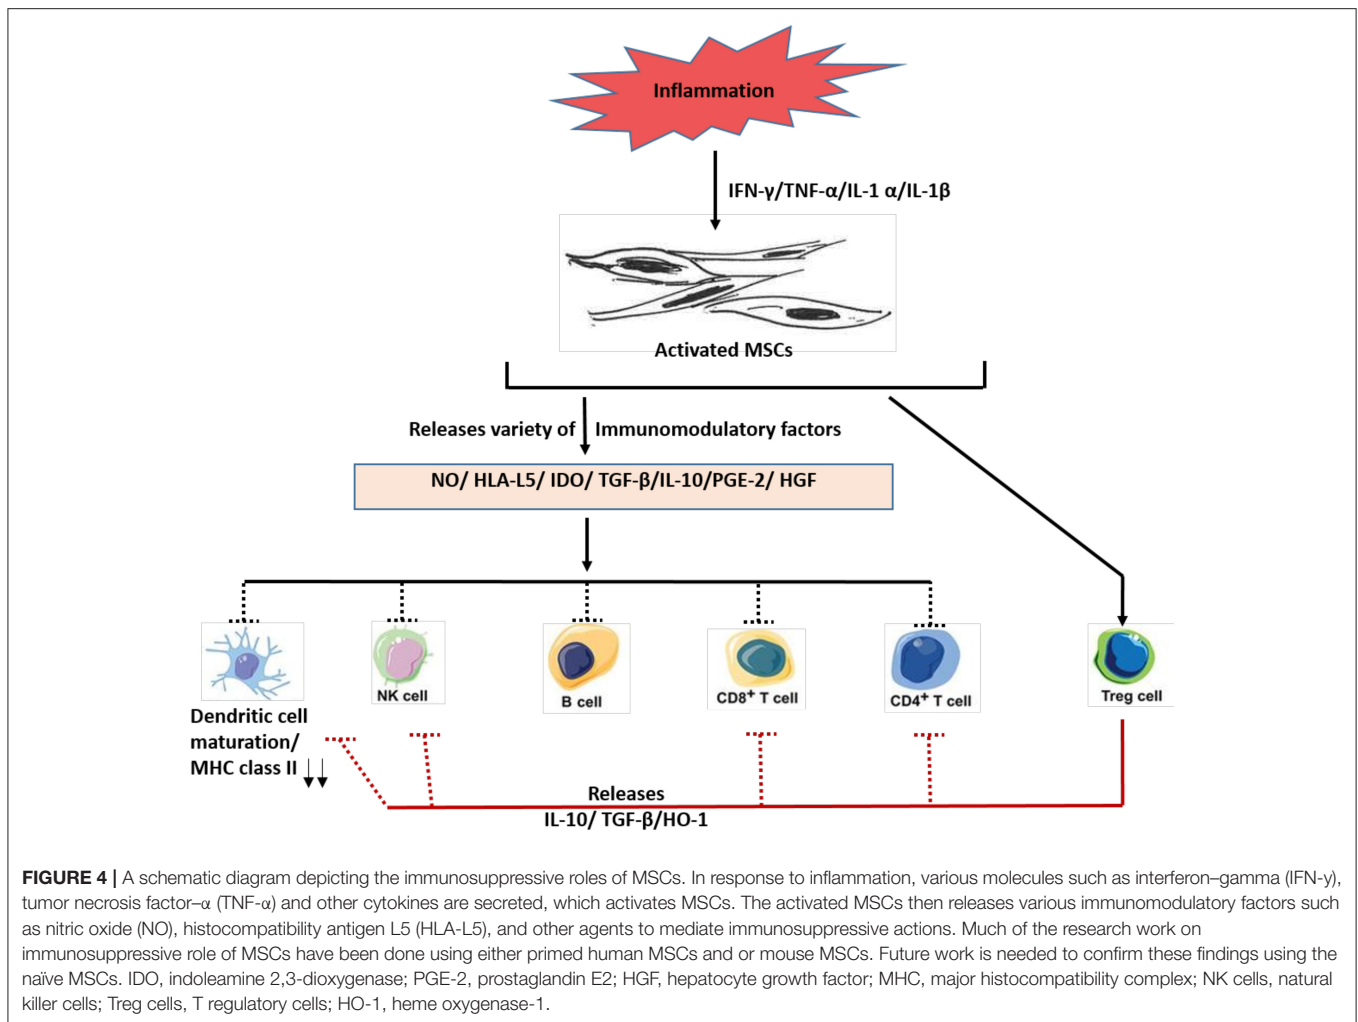 Inflammation
IFN-γ/TNF-α/IL-1 α/IL-1β
Activated MSCs
Releases variety of Immunomodulatory factors
NO/ HLA-L5/ IDO/ TGF-β/IL-10/PGE-2/ HGF
NK cell
B cell
CD8+ T cell
CD4+ T cell
Treg cell
Dendritic cell
maturation/
MHC class II
Releases
IL-10/ TGF-β/HO-1
FIGURE 4 | A schematic diagram depicting the immunosuppressive roles of MSCs. In response to inflammation, various molecules such as interferon–gamma (IFN-γ),
tumor necrosis factor–α (TNF-α) and other cytokines are secreted, which activates MSCs. The activated MSCs then releases various immunomodulatory factors such
as nitric oxide (NO), histocompatibility antigen L5 (HLA-L5), and other agents to mediate immunosuppressive actions. Much of the research work on
immunosuppressive role of MSCs have been done using either primed human MSCs and or mouse MSCs. Future work is needed to confirm these findings using the
naïve MSCs. IDO, indoleamine 2,3-dioxygenase; PGE-2, prostaglandin E2; HGF, hepatocyte growth factor; MHC, major histocompatibility complex; NK cells, natural
killer cells; Treg cells, T regulatory cells; HO-1, heme oxygenase-1.